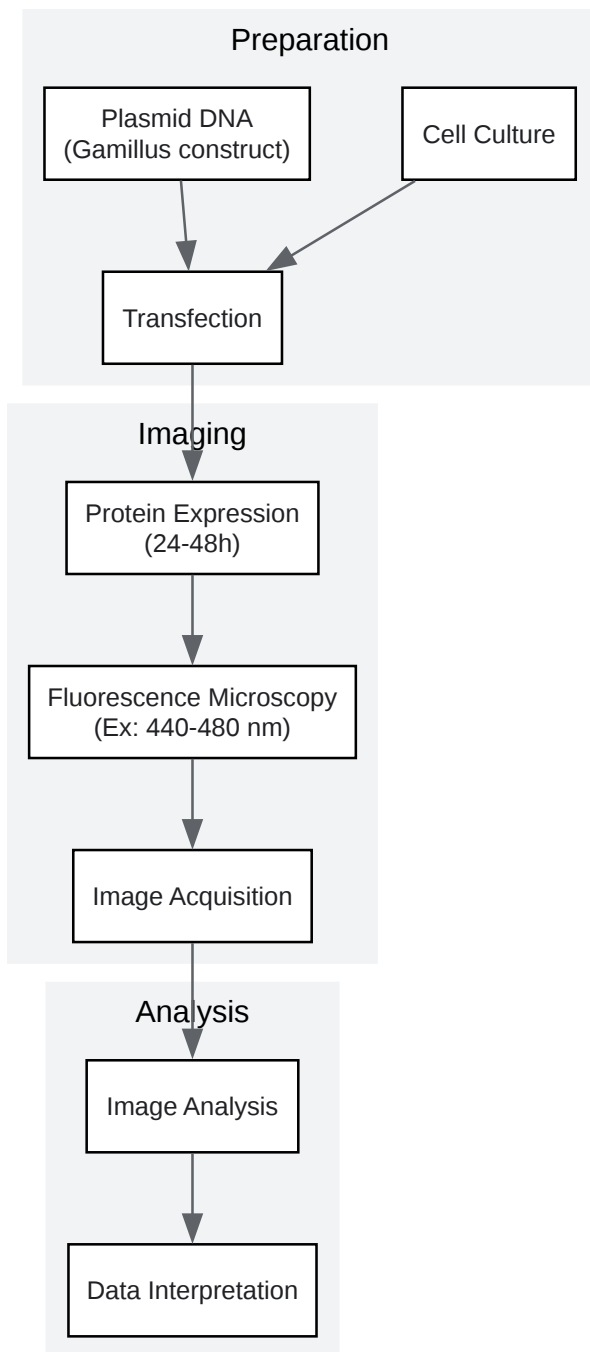 Preparation
Plasmid DNA
(Gamillus construct)
Cell Culture
Transfection
Imaging
Protein Expression
(24-48h)
Fluorescence Microscopy
(Ex: 440-480 nm)
Image Acquisition
Analysis
Image Analysis
Data Interpretation